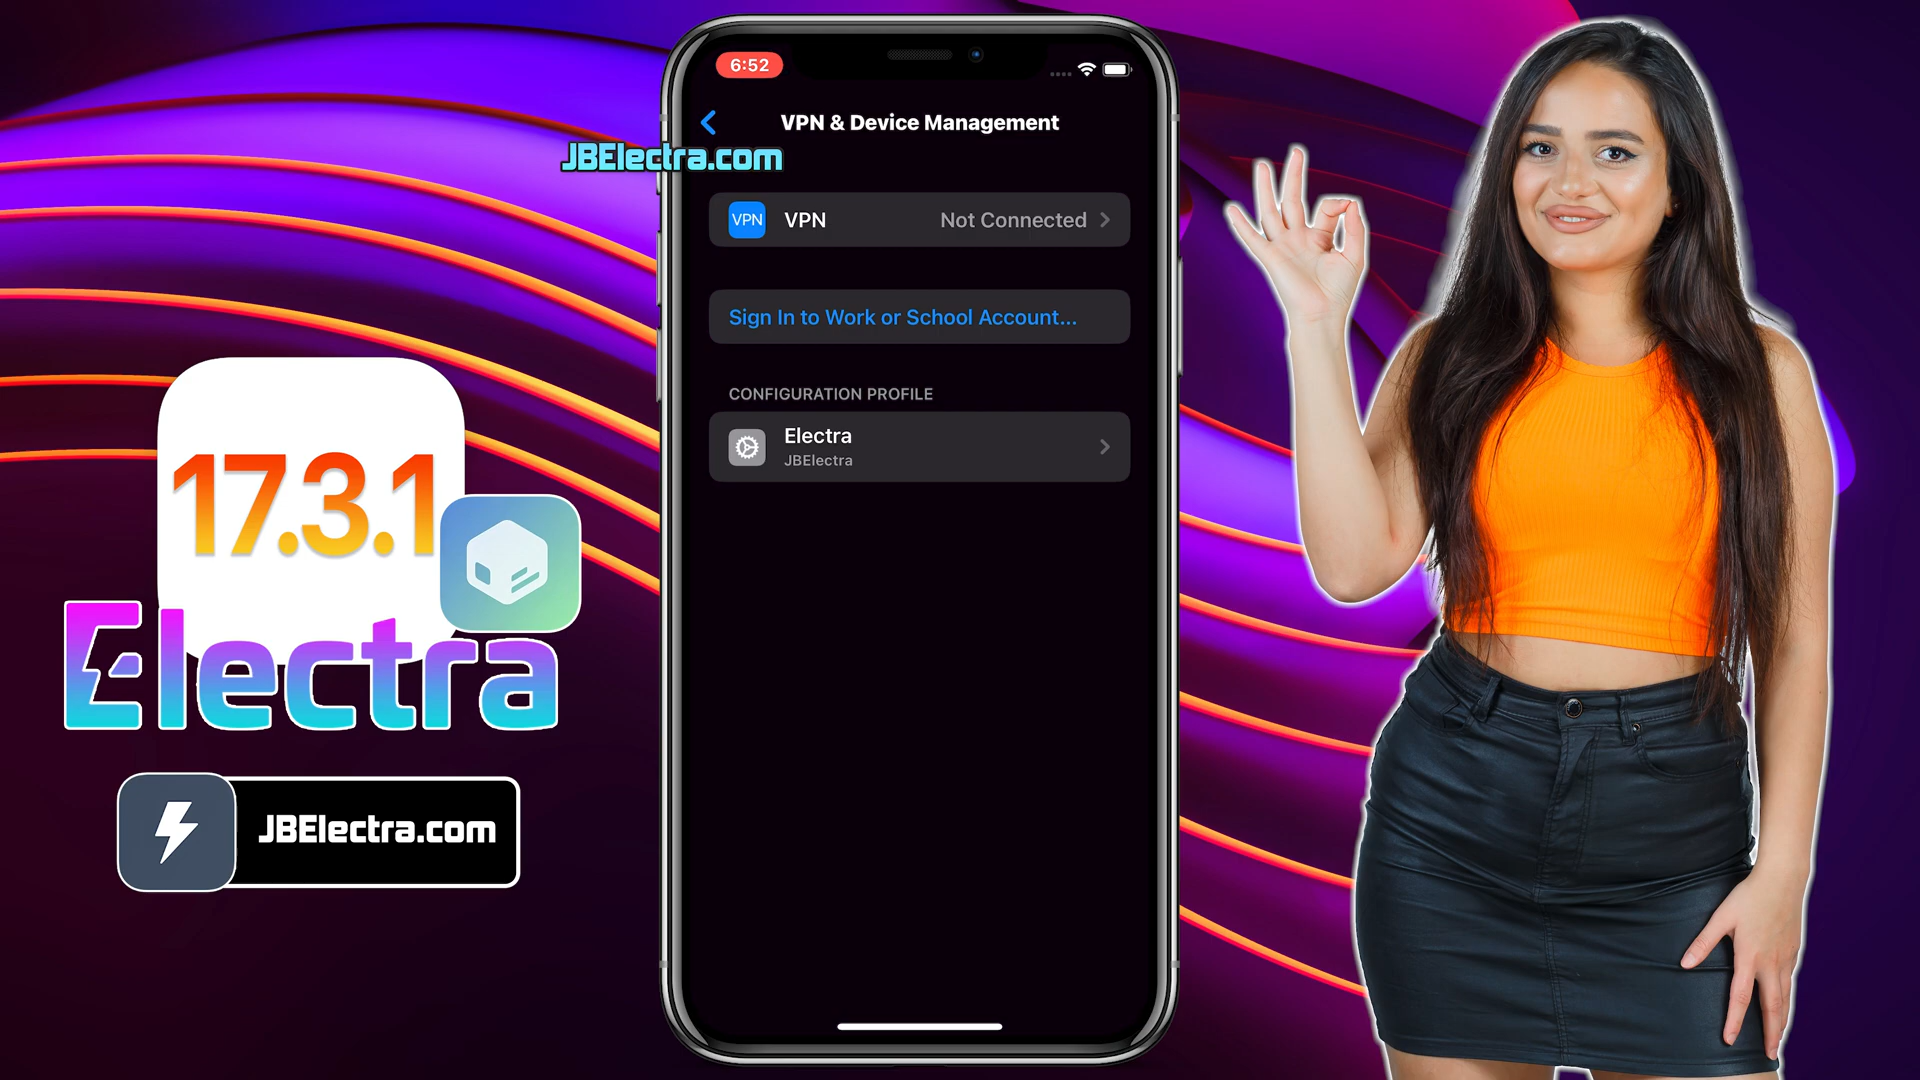 6:52
VPN & Device Management
JBElectra.com
VPN
VPN
Not Connected
Sign In to Work or School Account...
CONFIGURATION PROFILE
Electra
JBElectra
17.3.1
Electra
JBElectra.com